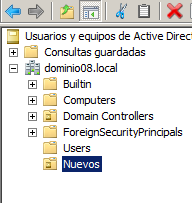 Usuarios y equipos de Active Direct
Consultas guardadas
dominio08.local
Builtin
Computers
Domain Controllers
ForeignSecurityPrincipals
Users
Nuevos